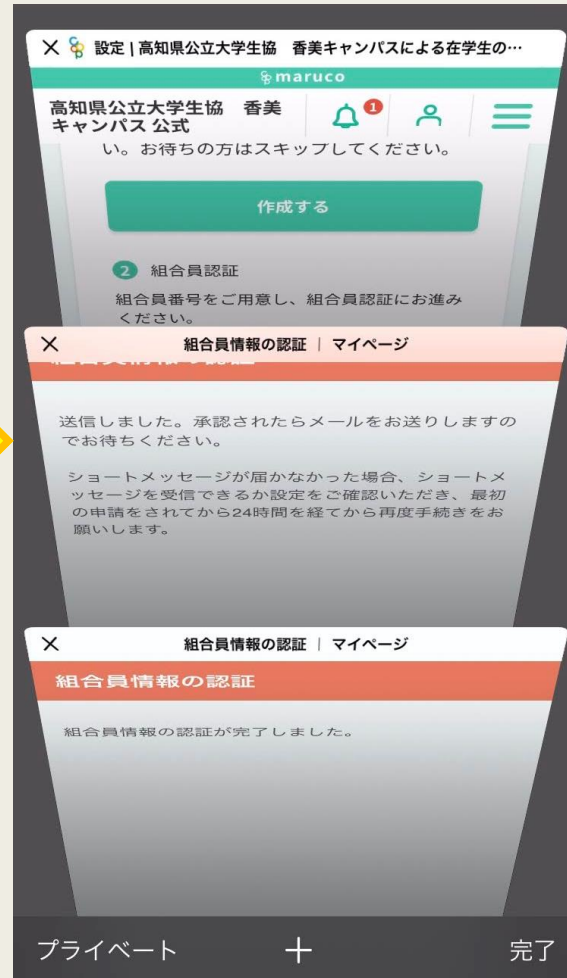 設定 | 高知県公立大学生協 香美キャンパスによる在学生の…
maruco
高知県公立大学生協 香美
キャンパス 公式
1
い。お待ちの方はスキップしてください。
作成する
2 組合員認証
組合員番号をご用意し、組合員認証にお進み
ください。
組合員情報の認証 | マイページ
送信しました。承認されたらメールをお送りしますの
でお待ちください。
ショートメッセージが届かなかった場合、ショートメ
ッセージを受信できるか設定をご確認いただき、最初
の申請をされてから24時間を経てから再度手続きをお
願いします。
組合員情報の認証 | マイページ
組合員情報の認証
組合員情報の認証が完了しました。
プライベート
完了